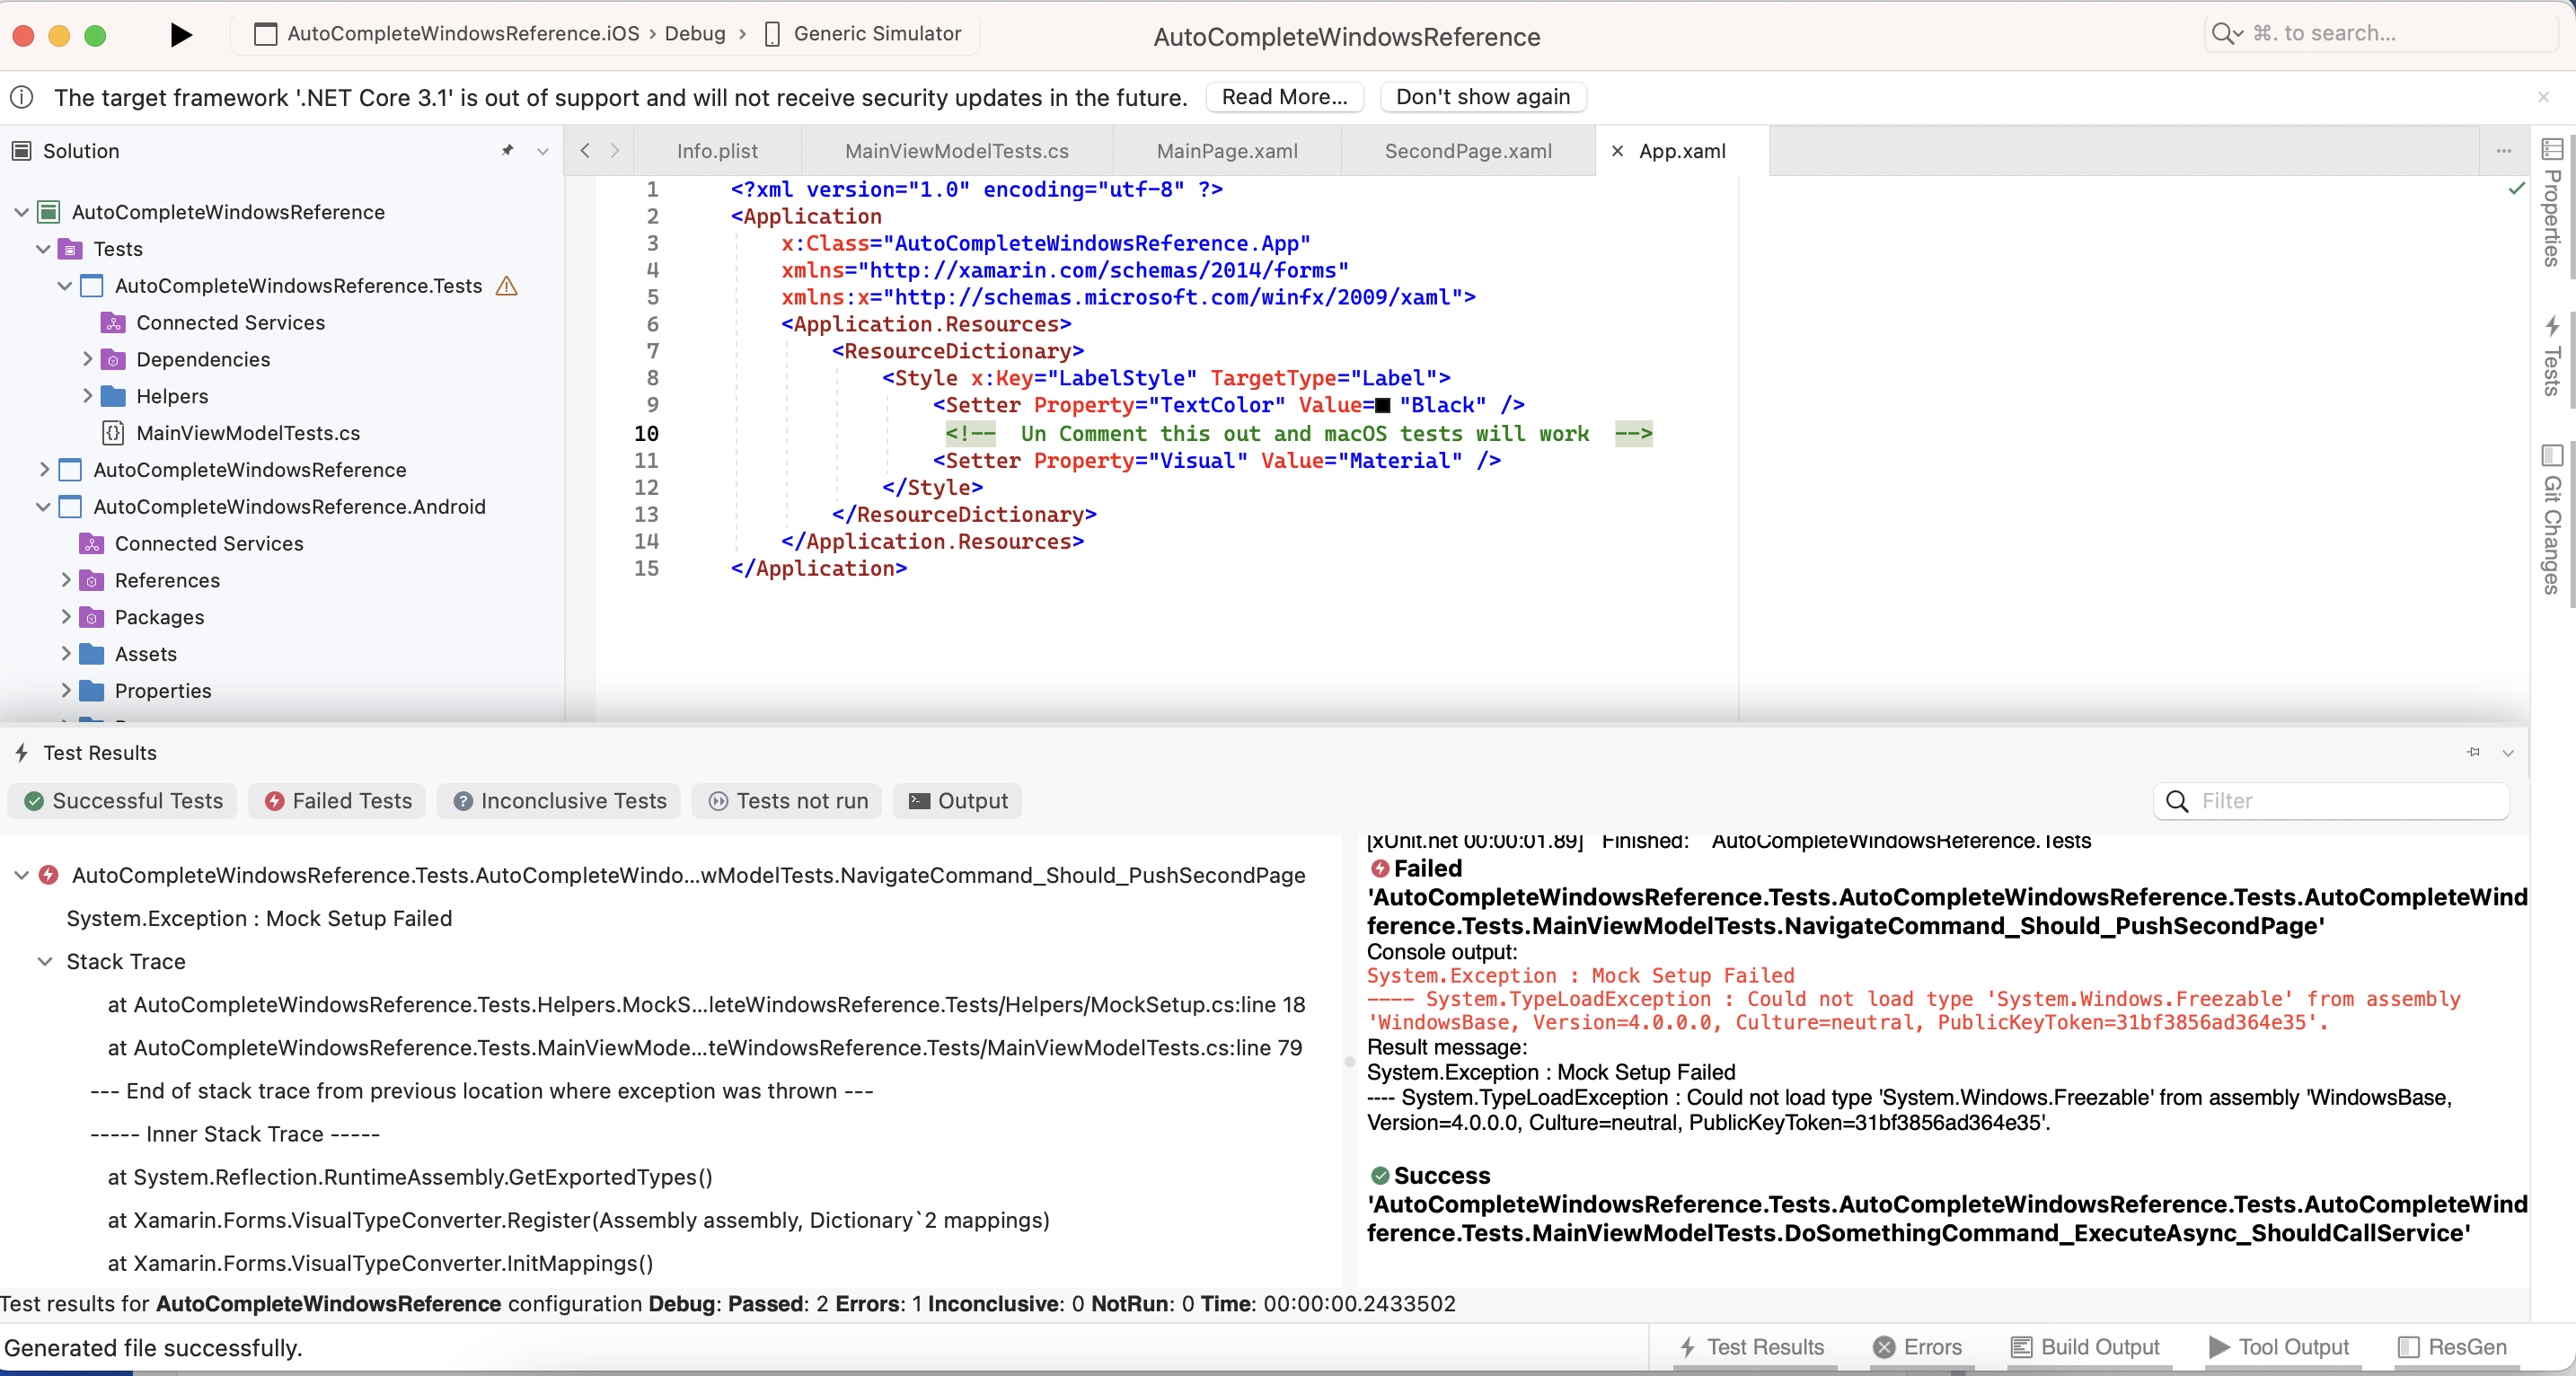 AutoCompleteWindowsReference.iOS › Debug › Generic Simulator
AutoCompleteWindowsReference
⌘. to search...
The target framework '.NET Core 3.1' is out of support and will not receive security updates in the future.
Read More...
Don't show again
Solution
AutoCompleteWindowsReference
Tests
AutoCompleteWindowsReference.Tests
Connected Services
Dependencies
Helpers
MainViewModelTests.cs
AutoCompleteWindowsReference
AutoCompleteWindowsReference.Android
Connected Services
References
Packages
Assets
Properties
Info.plist
MainViewModelTests.cs
MainPage.xaml
SecondPage.xaml
App.xaml
1 <?xml version="1.0" encoding="utf-8" ?>
2 <Application
3 x:Class="AutoCompleteWindowsReference.App"
4 xmlns="http://xamarin.com/schemas/2014/forms"
5 xmlns:x="http://schemas.microsoft.com/winfx/2009/xaml">
6 <Application.Resources>
7 <ResourceDictionary>
8 <Style x:Key="LabelStyle" TargetType="Label">
9 <Setter Property="TextColor" Value= "Black" />
10 <!-- Un Comment this out and macOS tests will work -->
11 <Setter Property="Visual" Value="Material" />
12 </Style>
13 </ResourceDictionary>
14 </Application.Resources>
15 </Application>
Properties
Tests
Git Changes
Test Results
Successful Tests
Failed Tests
Inconclusive Tests
Tests not run
Output
Filter
AutoCompleteWindowsReference.Tests.AutoCompleteWindo...wModelTests.NavigateCommand_Should_PushSecondPage
System.Exception : Mock Setup Failed
Stack Trace
at AutoCompleteWindowsReference.Tests.Helpers.MockS...leteWindowsReference.Tests/Helpers/MockSetup.cs:line 18
at AutoCompleteWindowsReference.Tests.MainViewMode...teWindowsReference.Tests/MainViewModelTests.cs:line 79
--- End of stack trace from previous location where exception was thrown ---
----- Inner Stack Trace -----
at System.Reflection.RuntimeAssembly.GetExportedTypes()
at Xamarin.Forms.VisualTypeConverter.Register(Assembly assembly, Dictionary`2 mappings)
at Xamarin.Forms.VisualTypeConverter.InitMappings()
[xUnit.net 00:00:01.89] Finished: AutoCompleteWindowsReference.Tests
Failed
'AutoCompleteWindowsReference.Tests.AutoCompleteWindowsReference.Tests.AutoCompleteWind
ference.Tests.MainViewModelTests.NavigateCommand_Should_PushSecondPage'
Console output:
System.Exception : Mock Setup Failed
---- System.TypeLoadException : Could not load type 'System.Windows.Freezable' from assembly
'WindowsBase, Version=4.0.0.0, Culture=neutral, PublicKeyToken=31bf3856ad364e35'.
Result message:
System.Exception : Mock Setup Failed
---- System.TypeLoadException : Could not load type 'System.Windows.Freezable' from assembly 'WindowsBase,
Version=4.0.0.0, Culture=neutral, PublicKeyToken=31bf3856ad364e35'.
Success
'AutoCompleteWindowsReference.Tests.AutoCompleteWindowsReference.Tests.AutoCompleteWind
ference.Tests.MainViewModelTests.DoSomethingCommand_ExecuteAsync_ShouldCallService'
Test results for AutoCompleteWindowsReference configuration Debug: Passed: 2 Errors: 1 Inconclusive: 0 NotRun: 0 Time: 00:00:00.2433502
Generated file successfully.
Test Results
Errors
Build Output
Tool Output
ResGen